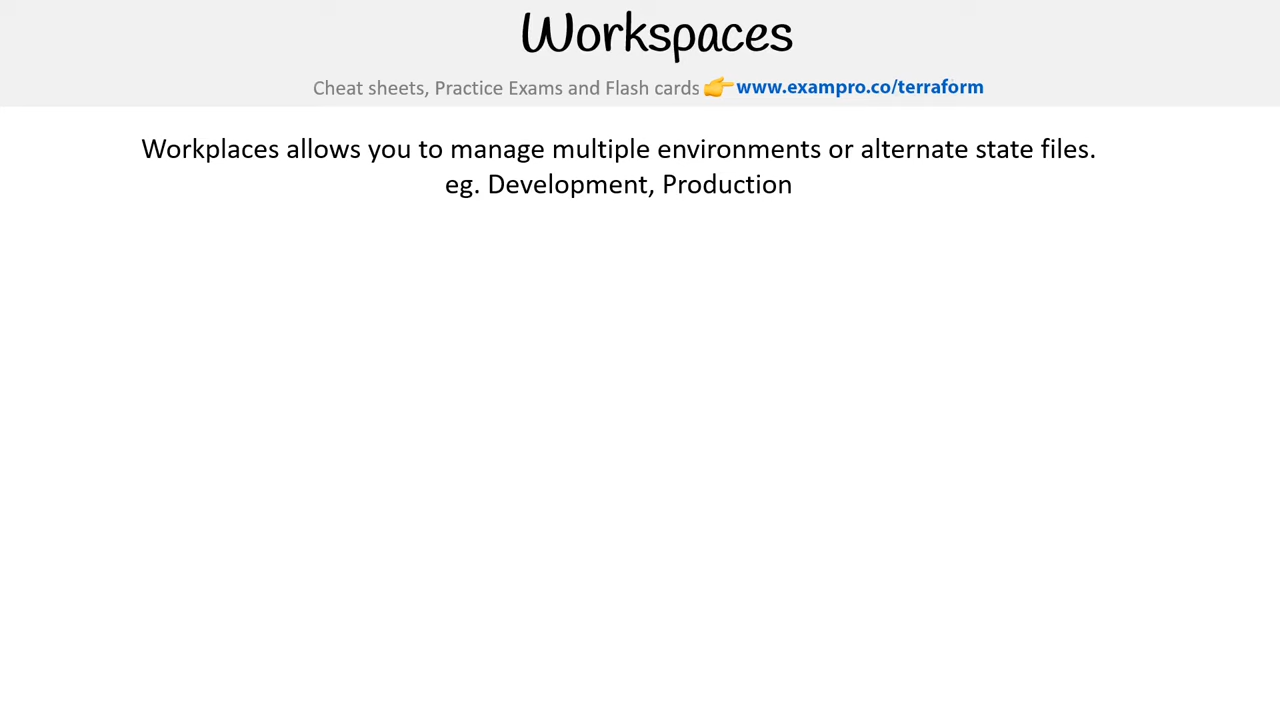 Workspaces
Cheat sheets, Practice Exams and Flash cards 👉 www.exampro.co/terraform
Workplaces allows you to manage multiple environments or alternate state files.
eg. Development, Production